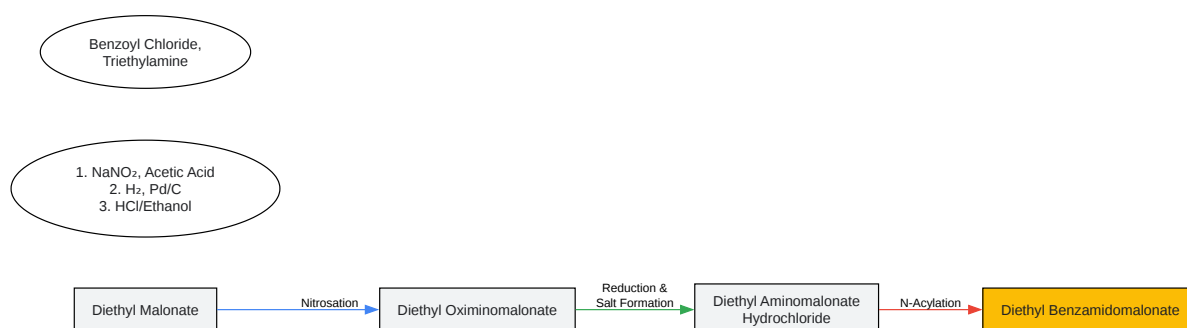 Benzoyl Chloride,
Triethylamine
1. NaNO₂, Acetic Acid
2. H₂, Pd/C
3. HCl/Ethanol
Diethyl Malonate
Nitrosation
Diethyl Oximinomalonate
Reduction &
Salt Formation
Diethyl Aminomalonate
Hydrochloride
N-Acylation
Diethyl Benzamidomalonate